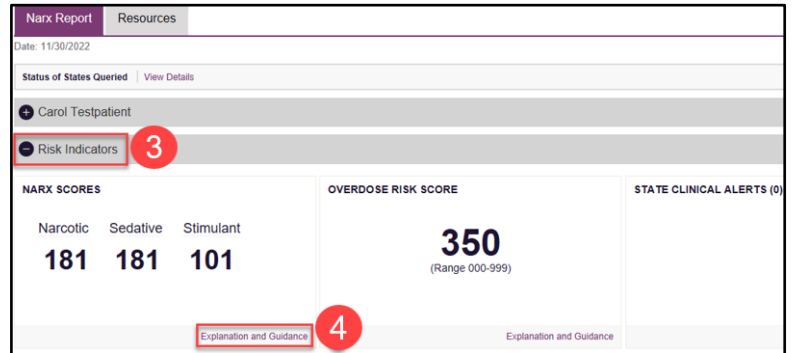 Narx Report Resources
Date: 11/30/2022
Status of States Queried View Details
Carol Testpatient
Risk Indicators 3
NARX SCORES
Narcotic Sedative Stimulant
181 181 101
Explanation and Guidance 4
OVERDOSE RISK SCORE
350
(Range 000-999)
Explanation and Guidance
STATE CLINICAL ALERTS (0)